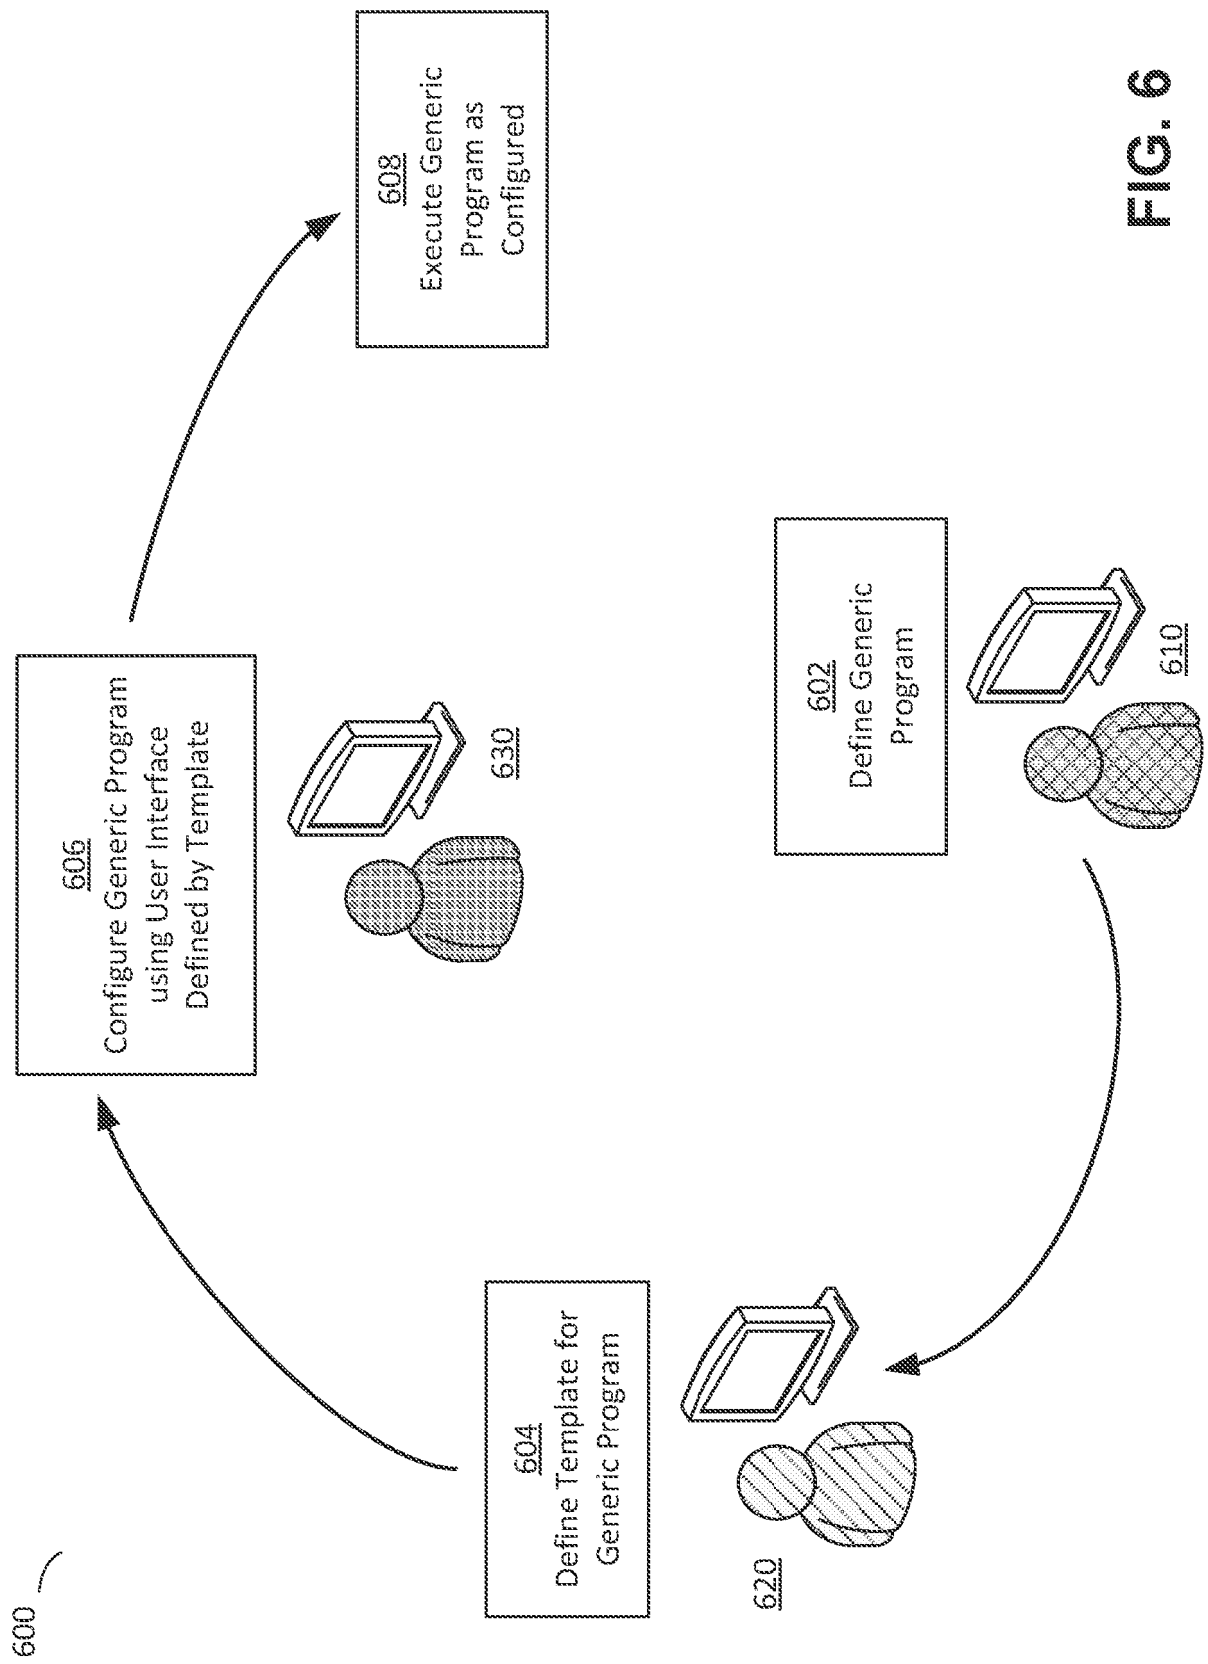 600
606
Configure Generic Program
using User Interface
Defined by Template
630
608
Execute Generic
Program as
Configured
604
Define Template for
Generic Program
620
602
Define Generic
Program
610
FIG. 6